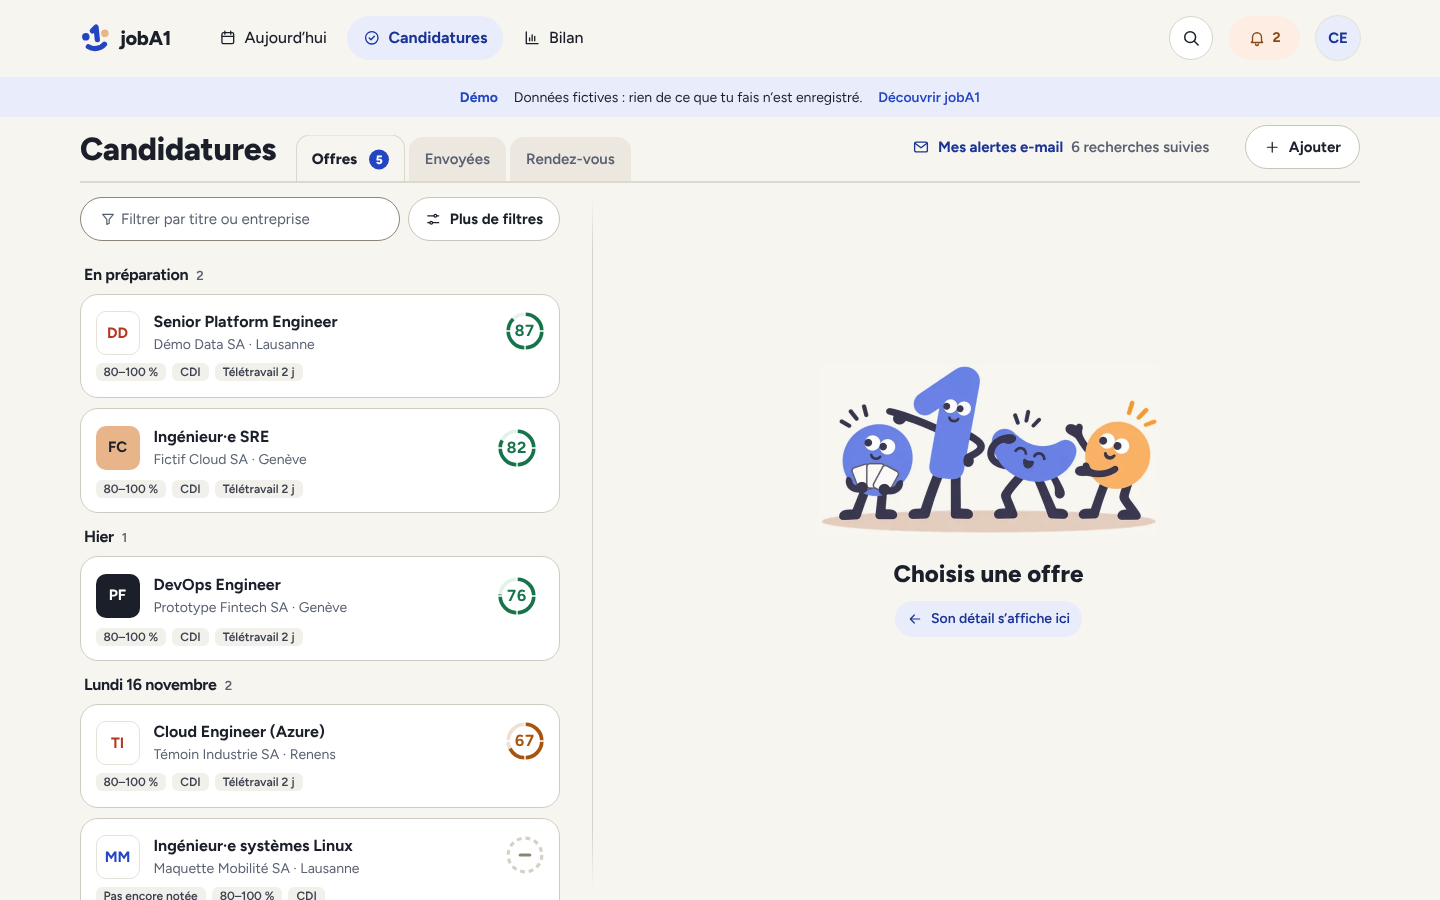 jobA1
Aujourd’hui
Candidatures
Bilan
2
CE
Démo Données fictives : rien de ce que tu fais n’est enregistré. Découvrir jobA1
Candidatures
Offres 5
Envoyées
Rendez-vous
Mes alertes e-mail 6 recherches suivies
Ajouter
Filtrer par titre ou entreprise
Plus de filtres
En préparation 2
DD
Senior Platform Engineer
Démo Data SA · Lausanne
87
80–100 % CDI Télétravail 2 j
FC
Ingénieur·e SRE
Fictif Cloud SA · Genève
82
80–100 % CDI Télétravail 2 j
Hier 1
PF
DevOps Engineer
Prototype Fintech SA · Genève
76
80–100 % CDI Télétravail 2 j
Lundi 16 novembre 2
TI
Cloud Engineer (Azure)
Témoin Industrie SA · Renens
67
80–100 % CDI Télétravail 2 j
MM
Ingénieur·e systèmes Linux
Maquette Mobilité SA · Lausanne
Pas encore notée 80–100 % CDI
Choisis une offre
Son détail s’affiche ici